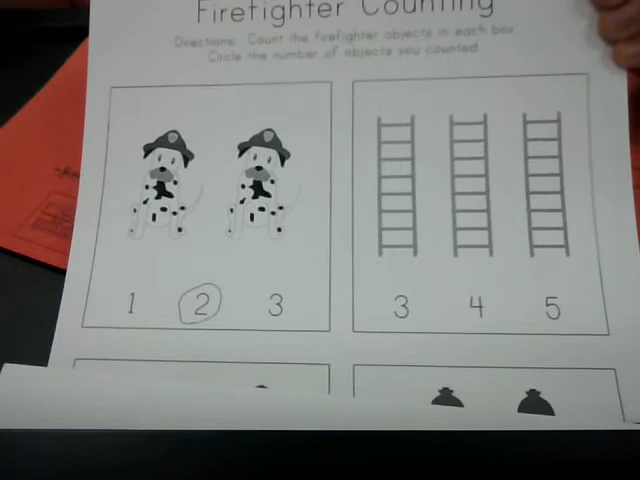 Firefighter Counting
Directions: Count the firefighter objects in each box.
Circle the number of objects you counted.
1 2 3
3 4 5